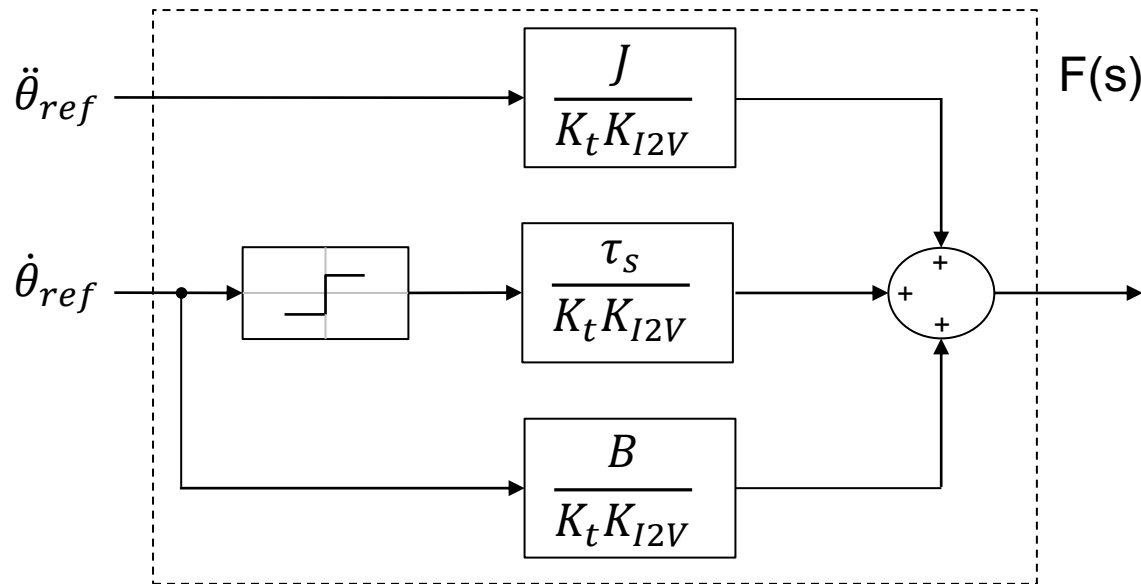 F(s)
θ̈_ref
J
K_t K_I2V
θ̇_ref
τ_s
K_t K_I2V
+
+
+
B
K_t K_I2V